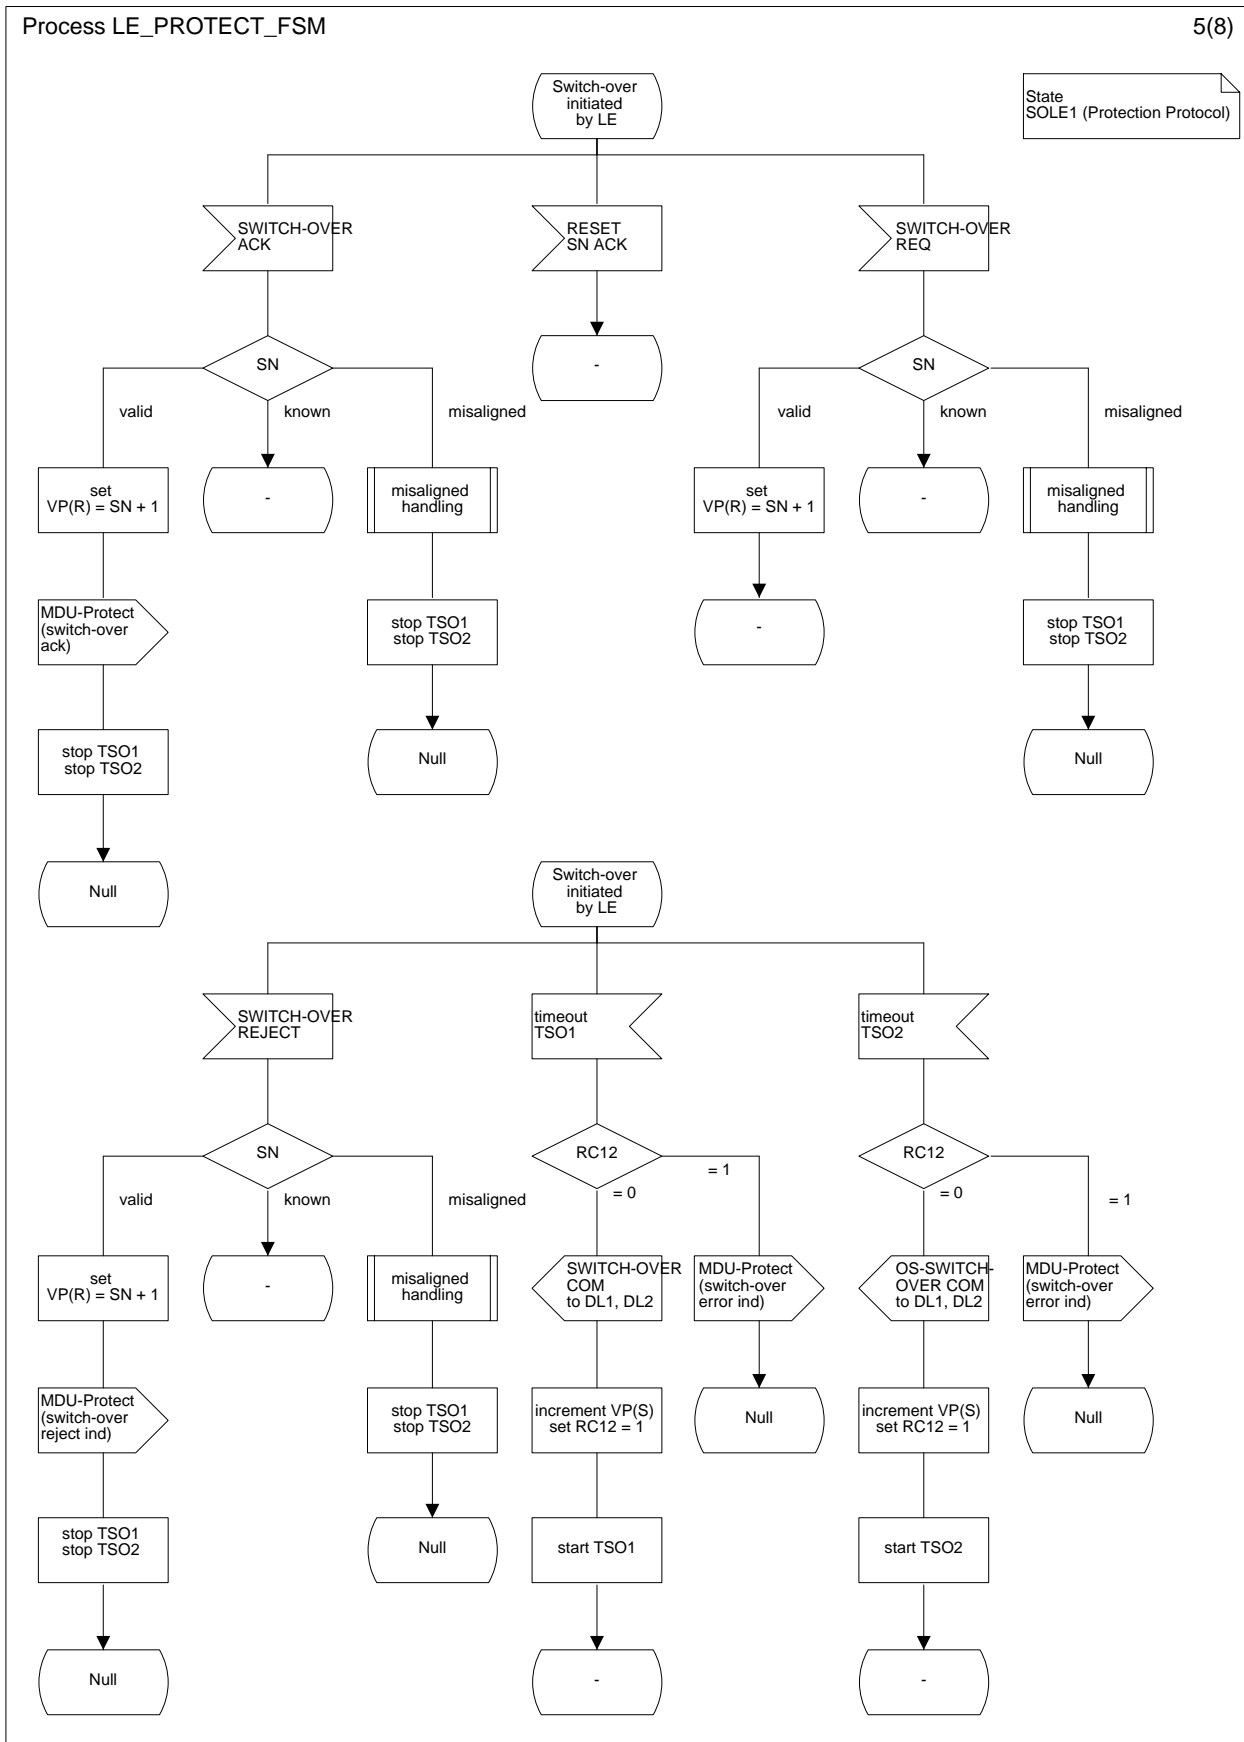 Process LE_PROTECT_FSM
5(8)
Switch-over
initiated
by LE
State
SOLE1 (Protection Protocol)
SWITCH-OVER
ACK
RESET
SN ACK
SWITCH-OVER
REQ
SN
-
SN
valid
known
misaligned
valid
known
misaligned
set
VP(R) = SN + 1
-
misaligned
handling
set
VP(R) = SN + 1
-
misaligned
handling
MDU-Protect
(switch-over
ack)
stop TSO1
stop TSO2
-
stop TSO1
stop TSO2
stop TSO1
stop TSO2
Null
Null
Null
Switch-over
initiated
by LE
SWITCH-OVER
REJECT
timeout
TSO1
timeout
TSO2
SN
RC12
= 1
= 0
RC12
= 0
= 1
valid
known
misaligned
set
VP(R) = SN + 1
-
misaligned
handling
SWITCH-OVER
COM
to DL1, DL2
MDU-Protect
(switch-over
error ind)
OS-SWITCH-
OVER COM
to DL1, DL2
MDU-Protect
(switch-over
error ind)
MDU-Protect
(switch-over
reject ind)
stop TSO1
stop TSO2
increment VP(S)
set RC12 = 1
Null
increment VP(S)
set RC12 = 1
Null
stop TSO1
stop TSO2
Null
start TSO1
start TSO2
Null
-
-